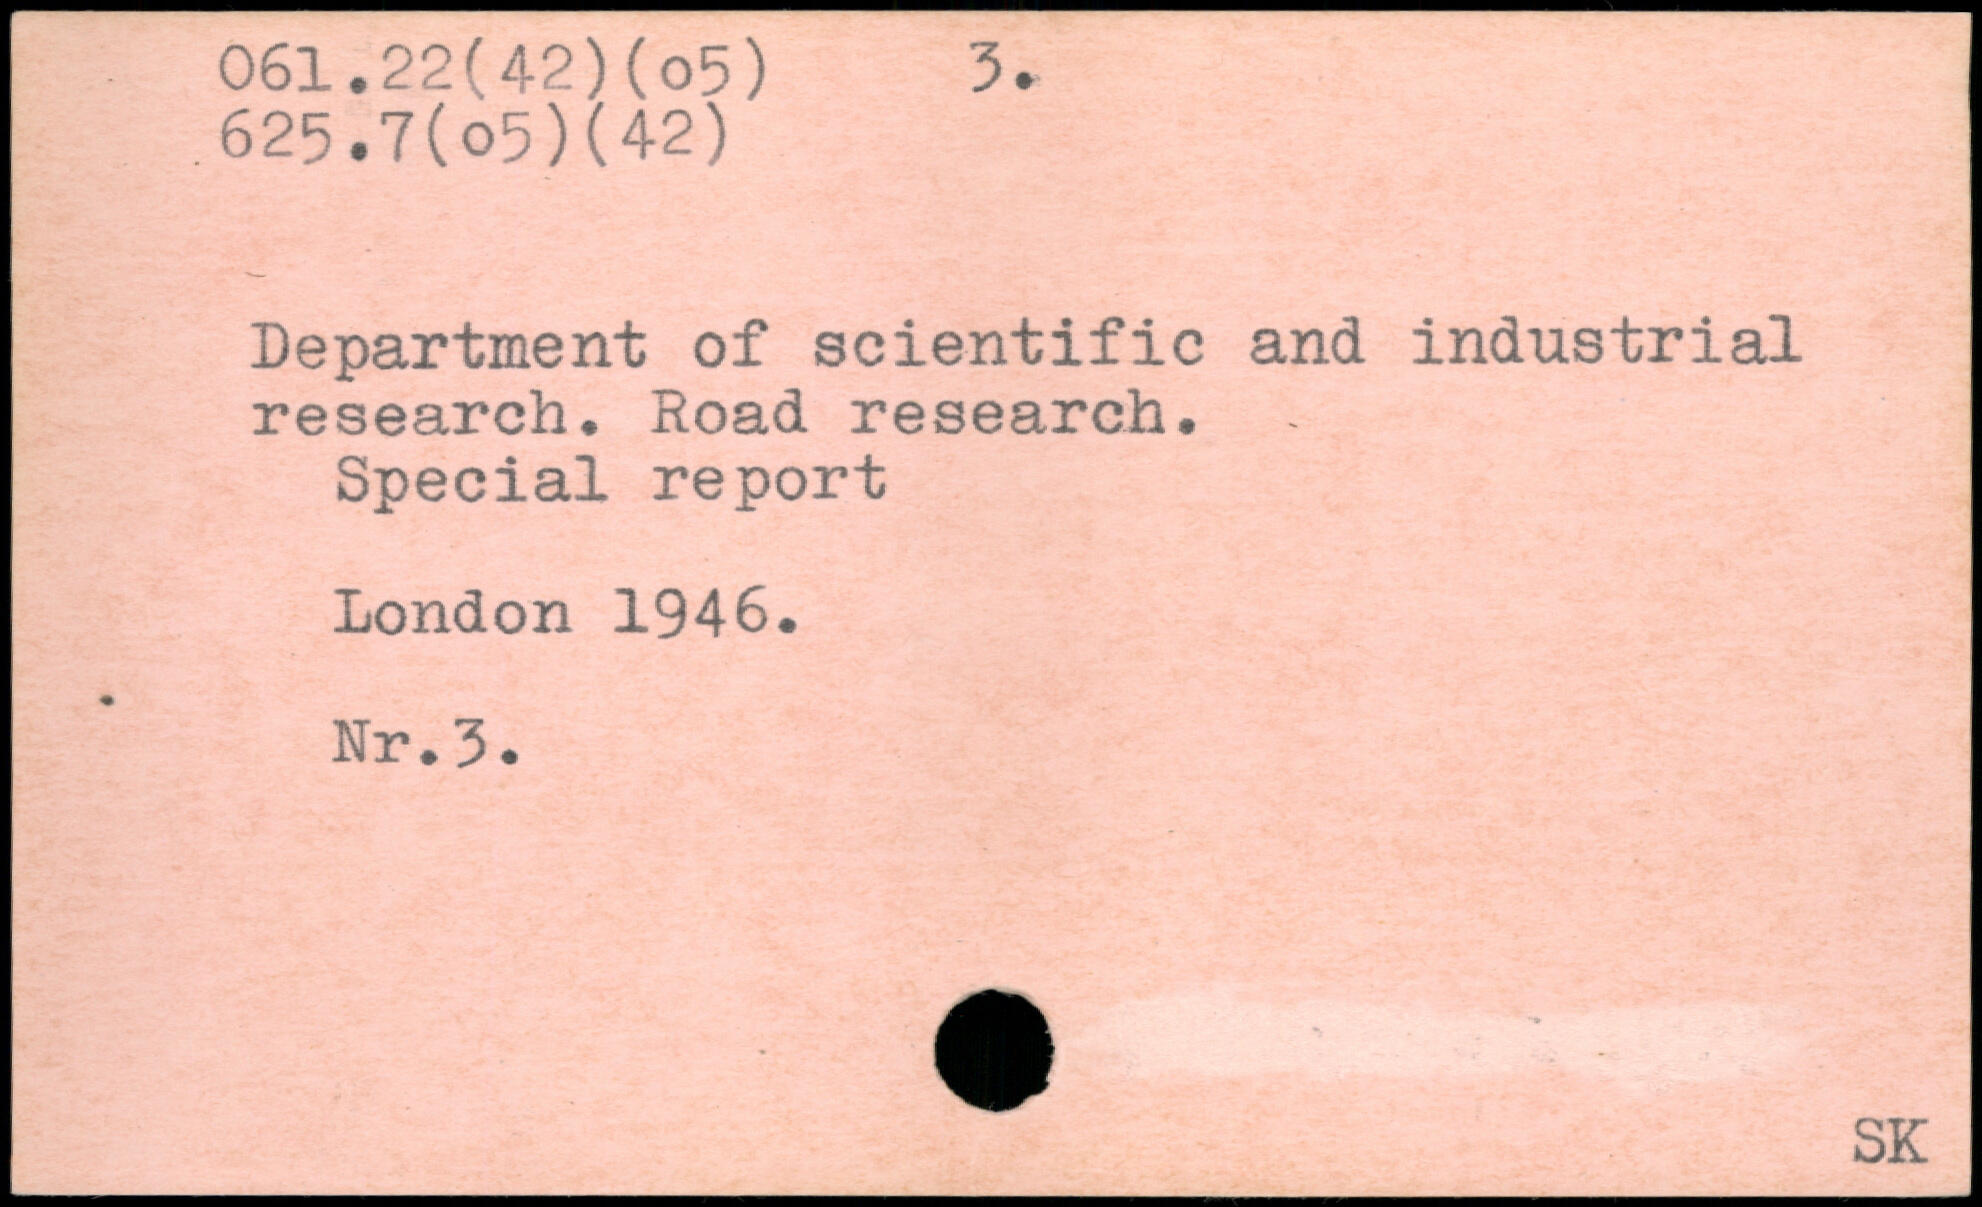 061.22(42)(o5) 3.
625.7(o5)(42)
Department of scientific and industrial
research. Road research.
Special report
London 1946.
Nr.3.
SK